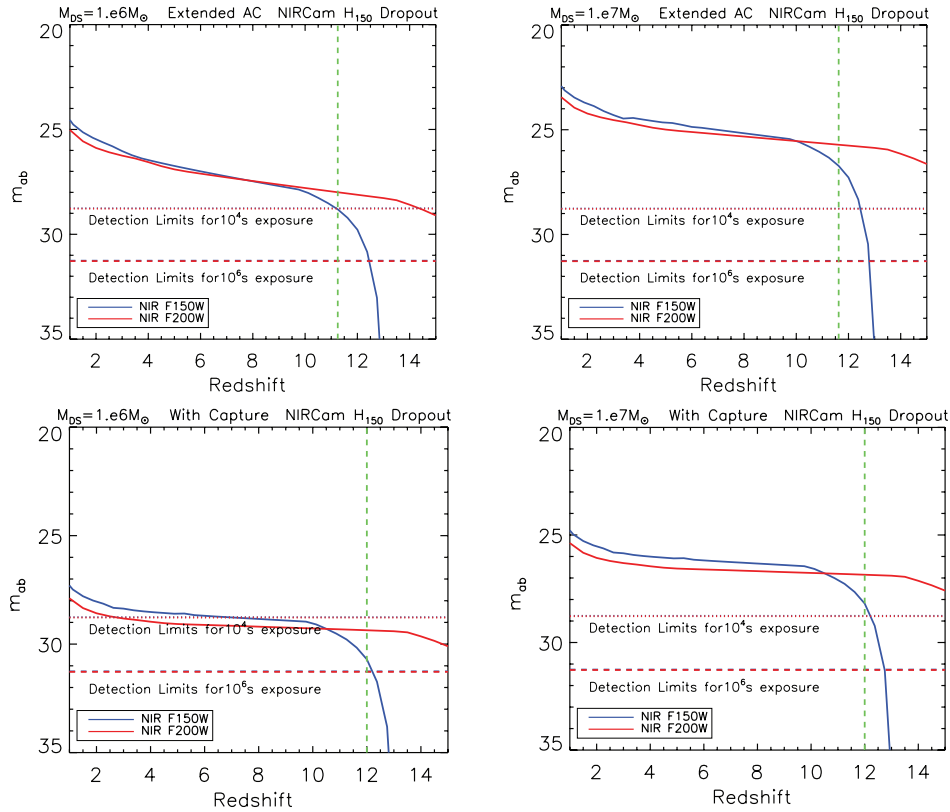 M_DS=1.e6M⊙ Extended AC NIRCam H_150 Dropout
20
25
30
35
m_ab
Detection Limits for10^4s exposure
Detection Limits for10^6s exposure
NIR F150W
NIR F200W
2 4 6 8 10 12 14
Redshift
M_DS=1.e7M⊙ Extended AC NIRCam H_150 Dropout
20
25
30
35
m_ab
Detection Limits for10^4s exposure
Detection Limits for10^6s exposure
NIR F150W
NIR F200W
2 4 6 8 10 12 14
Redshift
M_DS=1.e6M⊙ With Capture NIRCam H_150 Dropout
20
25
30
35
m_ab
Detection Limits for10^4s exposure
Detection Limits for10^6s exposure
NIR F150W
NIR F200W
2 4 6 8 10 12 14
Redshift
M_DS=1.e7M⊙ With Capture NIRCam H_150 Dropout
20
25
30
35
m_ab
Detection Limits for10^4s exposure
Detection Limits for10^6s exposure
NIR F150W
NIR F200W
2 4 6 8 10 12 14
Redshift